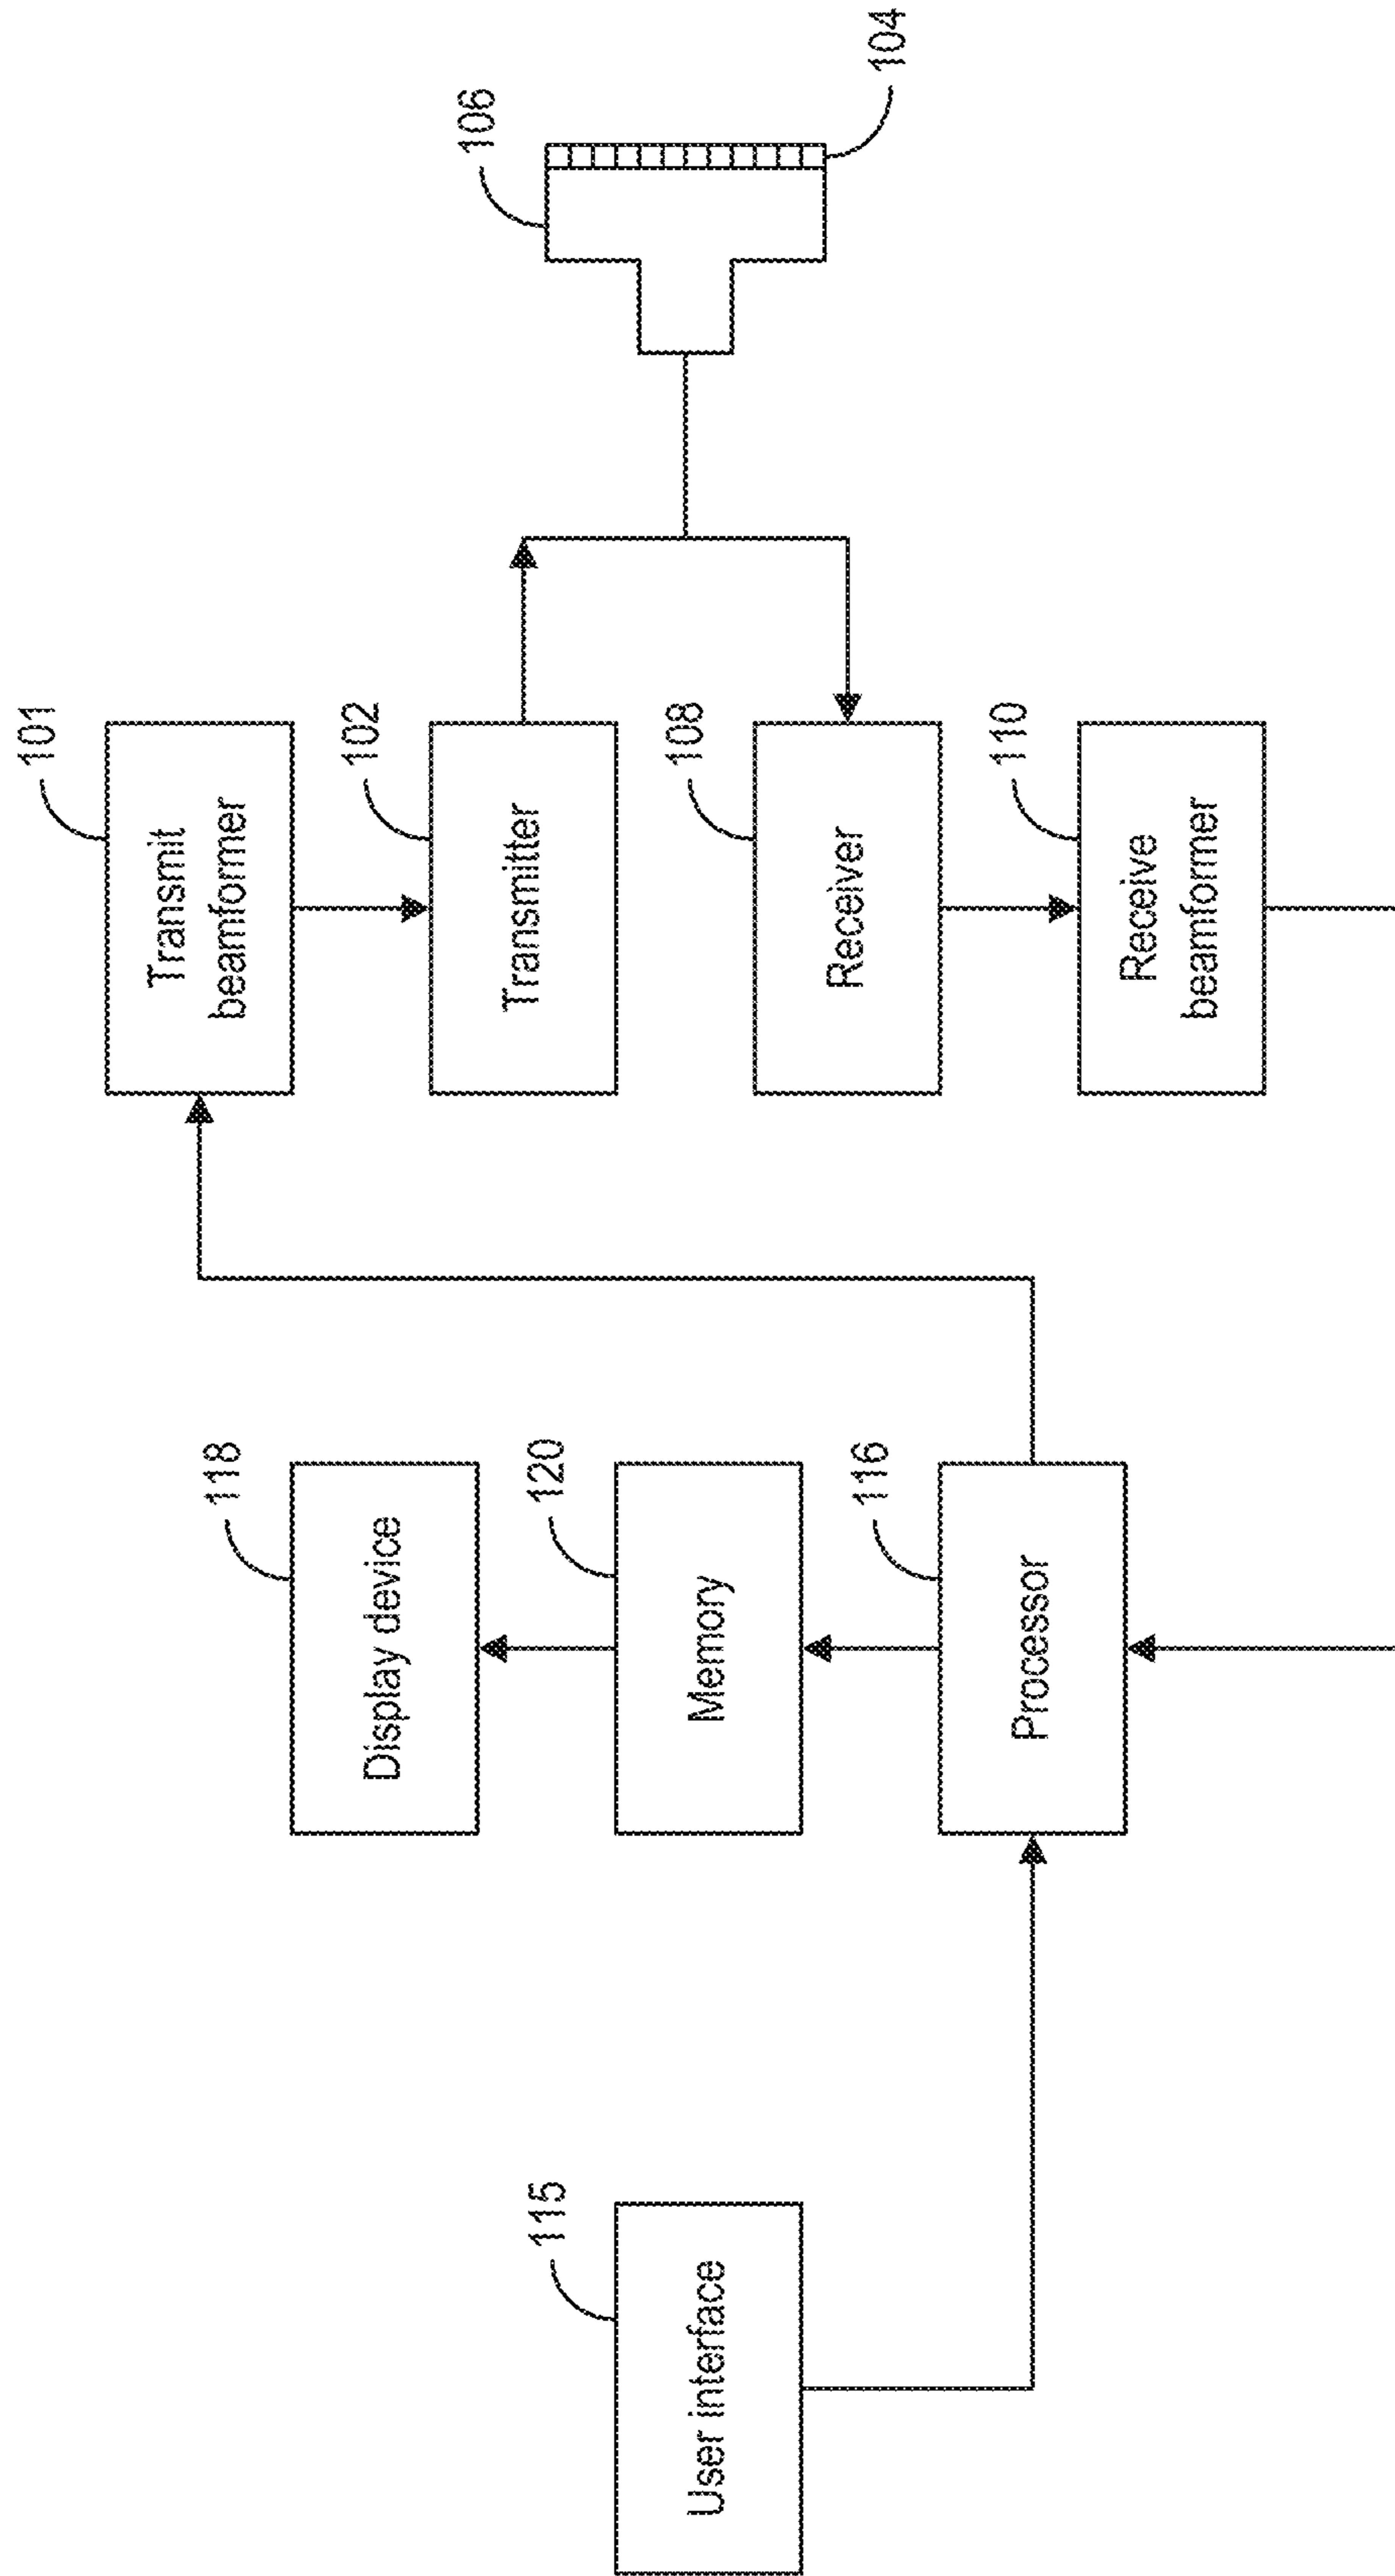 101
Transmit
beamformer
118
Display device
102
Transmitter
106
104
115
User interface
120
Memory
108
Receiver
116
Processor
110
Receive
beamformer